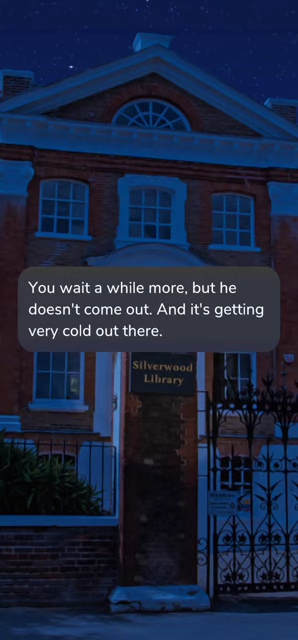 You wait a while more, but he
doesn't come out. And it's getting
very cold out there.
Silverwood
Library